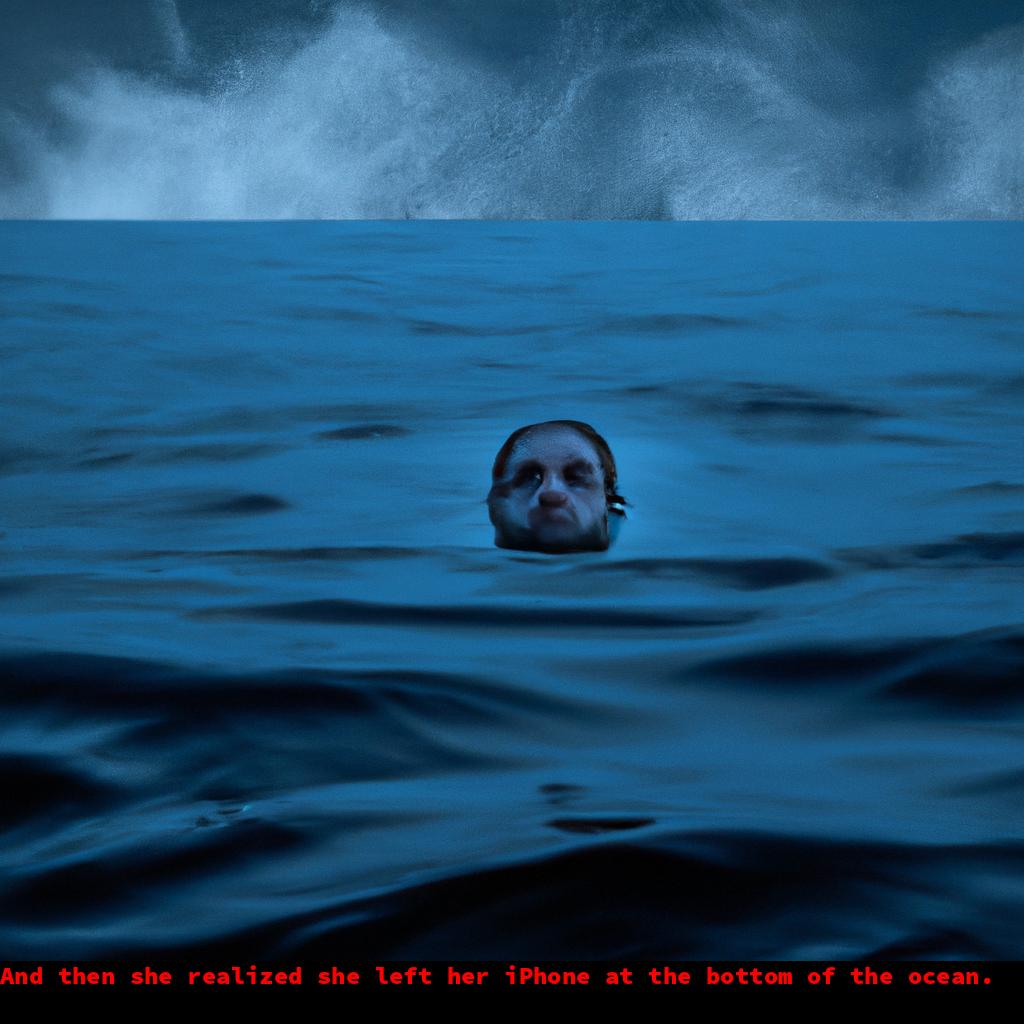 And then she realized she left her iPhone at the bottom of the ocean.